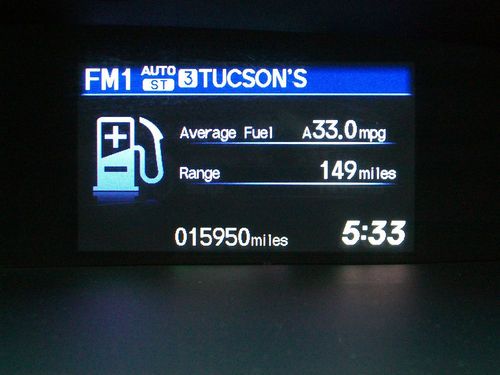 FM1 AUTO ST 3 TUCSON'S
Average Fuel A33.0mpg
Range 149miles
015950miles 5:33